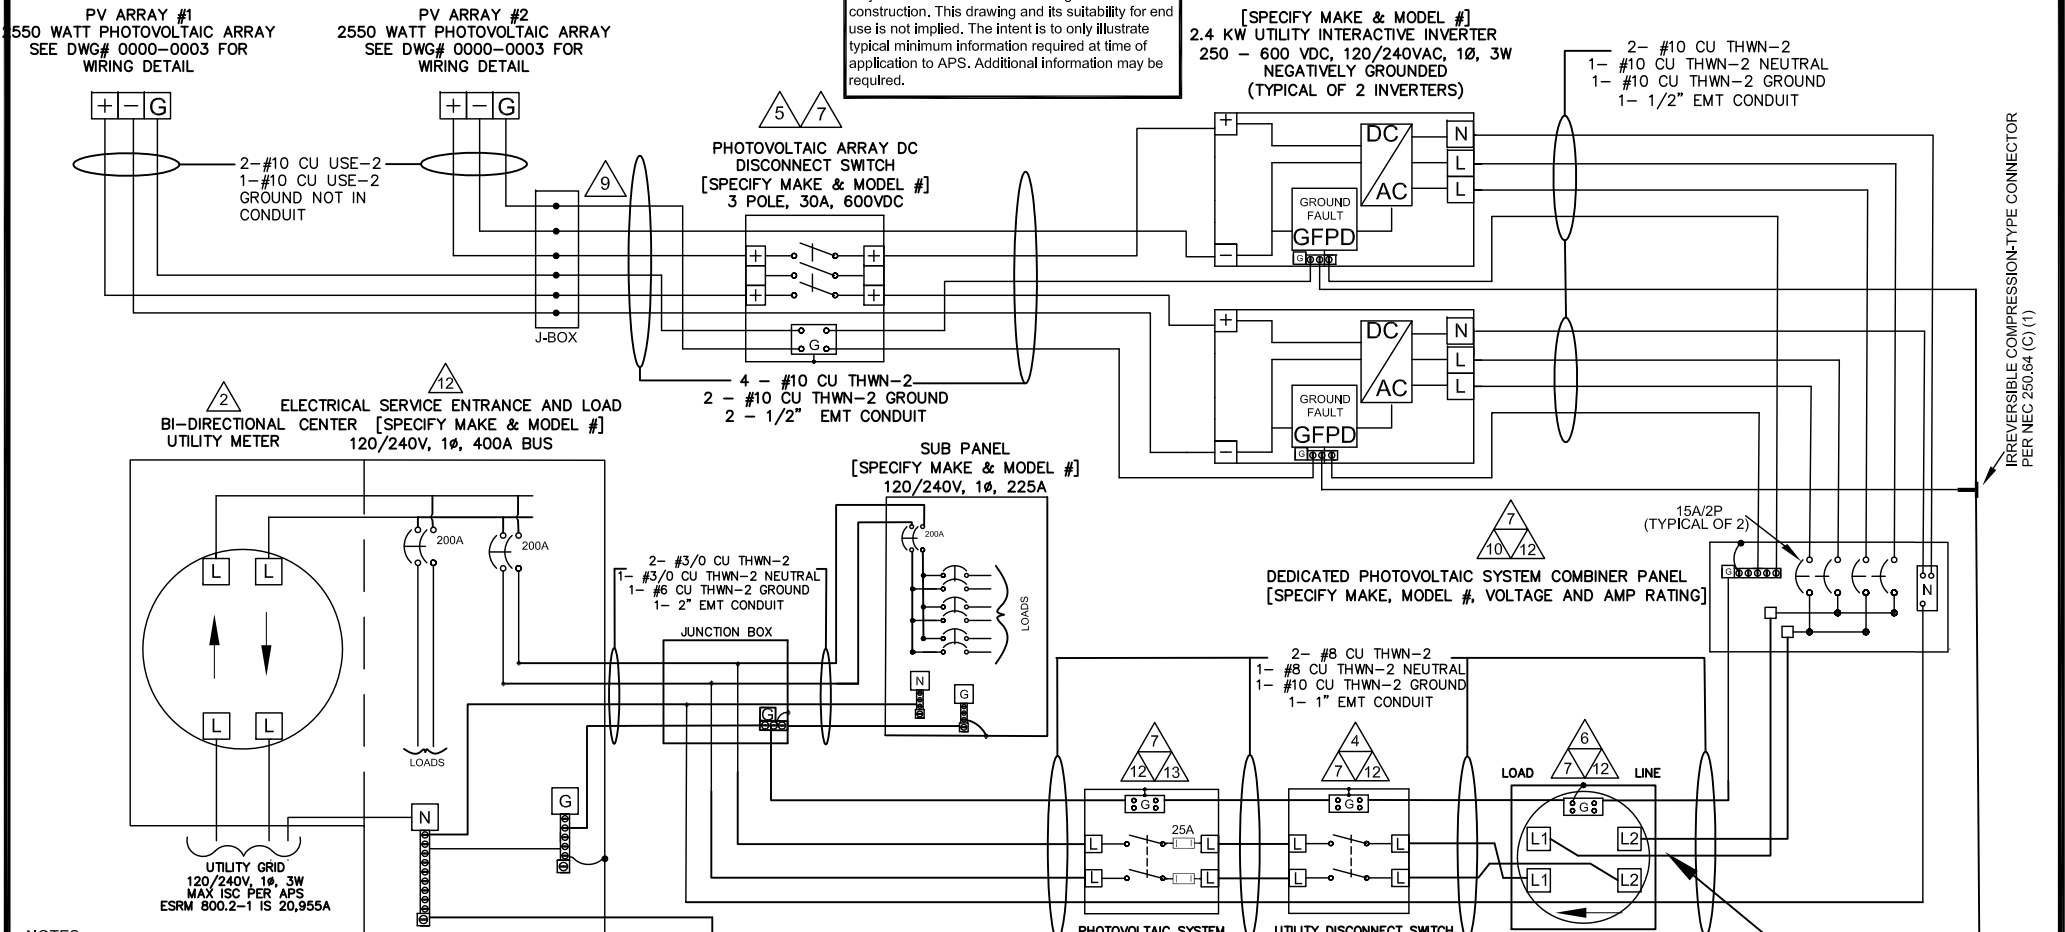 PV ARRAY #1
2550 WATT PHOTOVOLTAIC ARRAY
SEE DWG# 0000-0003 FOR
WIRING DETAIL
+ - G
PV ARRAY #2
2550 WATT PHOTOVOLTAIC ARRAY
SEE DWG# 0000-0003 FOR
WIRING DETAIL
+ - G
construction. This drawing and its suitability for end
use is not implied. The intent is to only illustrate
typical minimum information required at time of
application to APS. Additional information may be
required.
[SPECIFY MAKE & MODEL #]
2.4 KW UTILITY INTERACTIVE INVERTER
250 - 600 VDC, 120/240VAC, 1Ø, 3W
NEGATIVELY GROUNDED
(TYPICAL OF 2 INVERTERS)
2- #10 CU THWN-2
1- #10 CU THWN-2 NEUTRAL
1- #10 CU THWN-2 GROUND
1- 1/2" EMT CONDUIT
IRREVERSIBLE COMPRESSION-TYPE CONNECTOR
PER NEC 250.64 (C) (1)
2-#10 CU USE-2
1-#10 CU USE-2
GROUND NOT IN
CONDUIT
9
J-BOX
5 7
PHOTOVOLTAIC ARRAY DC
DISCONNECT SWITCH
[SPECIFY MAKE & MODEL #]
3 POLE, 30A, 600VDC
+ +
+ +
G
4 - #10 CU THWN-2
2 - #10 CU THWN-2 GROUND
2 - 1/2" EMT CONDUIT
+
DC
AC
N
L
L
GROUND
FAULT
GFPD
-
G
+
DC
AC
N
L
L
GROUND
FAULT
GFPD
-
G
2
BI-DIRECTIONAL
UTILITY METER
12
ELECTRICAL SERVICE ENTRANCE AND LOAD
CENTER [SPECIFY MAKE & MODEL #]
120/240V, 1ø, 400A BUS
200A
200A
L L
L L
LOADS
UTILITY GRID
120/240V, 1ø, 3W
MAX ISC PER APS
ESRM 800.2-1 IS 20,955A
N
G
2- #3/0 CU THWN-2
1- #3/0 CU THWN-2 NEUTRAL
1- #6 CU THWN-2 GROUND
1- 2" EMT CONDUIT
JUNCTION BOX
G
SUB PANEL
[SPECIFY MAKE & MODEL #]
120/240V, 1ø, 225A
200A
LOADS
N
G
7
10 12
DEDICATED PHOTOVOLTAIC SYSTEM COMBINER PANEL
[SPECIFY MAKE, MODEL #, VOLTAGE AND AMP RATING]
15A/2P
(TYPICAL OF 2)
G
N
2- #8 CU THWN-2
1- #8 CU THWN-2 NEUTRAL
1- #10 CU THWN-2 GROUND
1- 1" EMT CONDUIT
7
12 13
G
25A
L L
L L
4
7 12
G
L L
L L
6
7 12
LOAD LINE
G
L1 L2
L1 L2
PHOTOVOLTAIC SYSTEM
UTILITY DISCONNECT SWITCH
NOTES